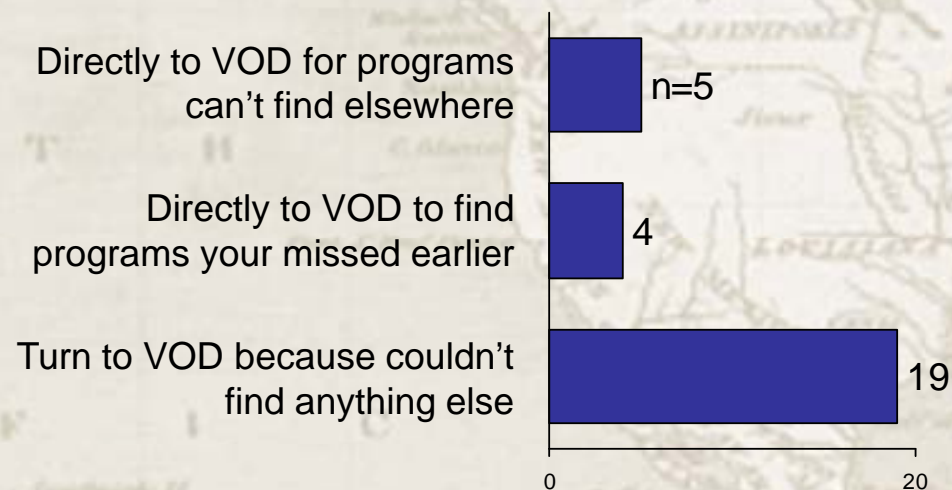 Directly to VOD for programs
can't find elsewhere
n=5
Directly to VOD to find
programs your missed earlier
4
Turn to VOD because couldn't
find anything else
19
0
20